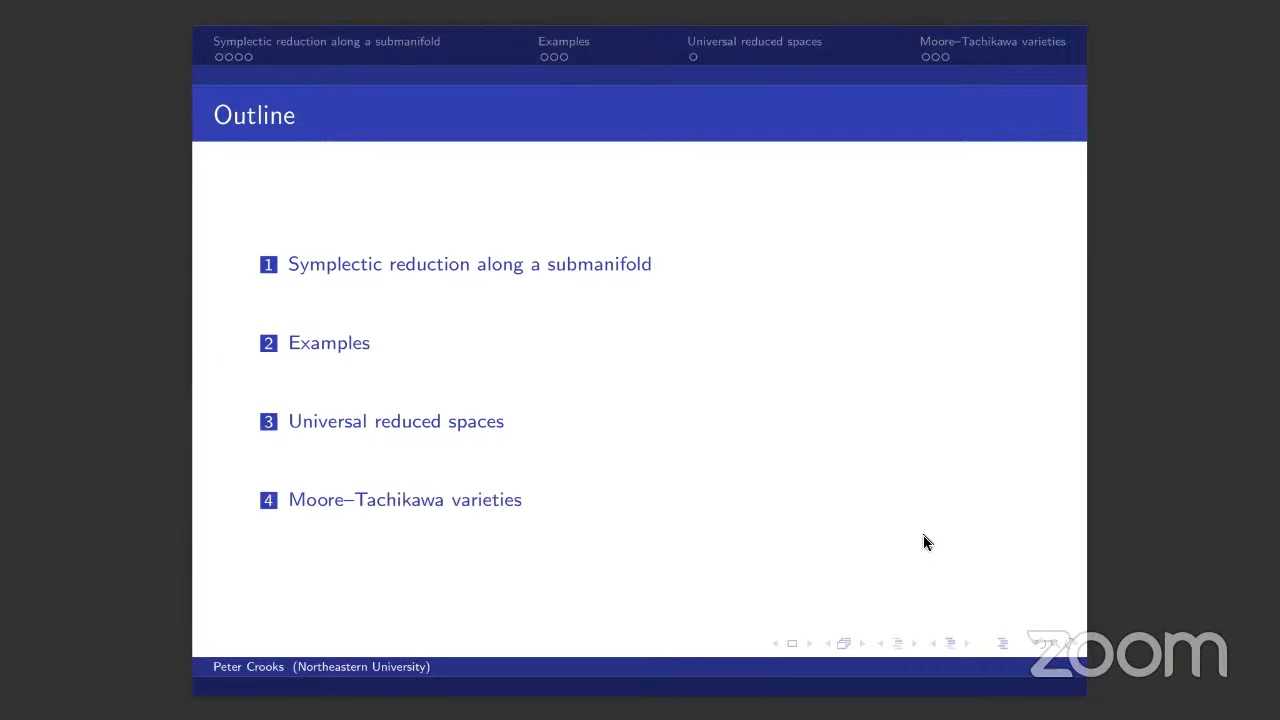 Symplectic reduction along a submanifold Examples Universal reduced spaces Moore–Tachikawa varieties
Outline
1 Symplectic reduction along a submanifold
2 Examples
3 Universal reduced spaces
4 Moore–Tachikawa varieties
Peter Crooks (Northeastern University)
zoom